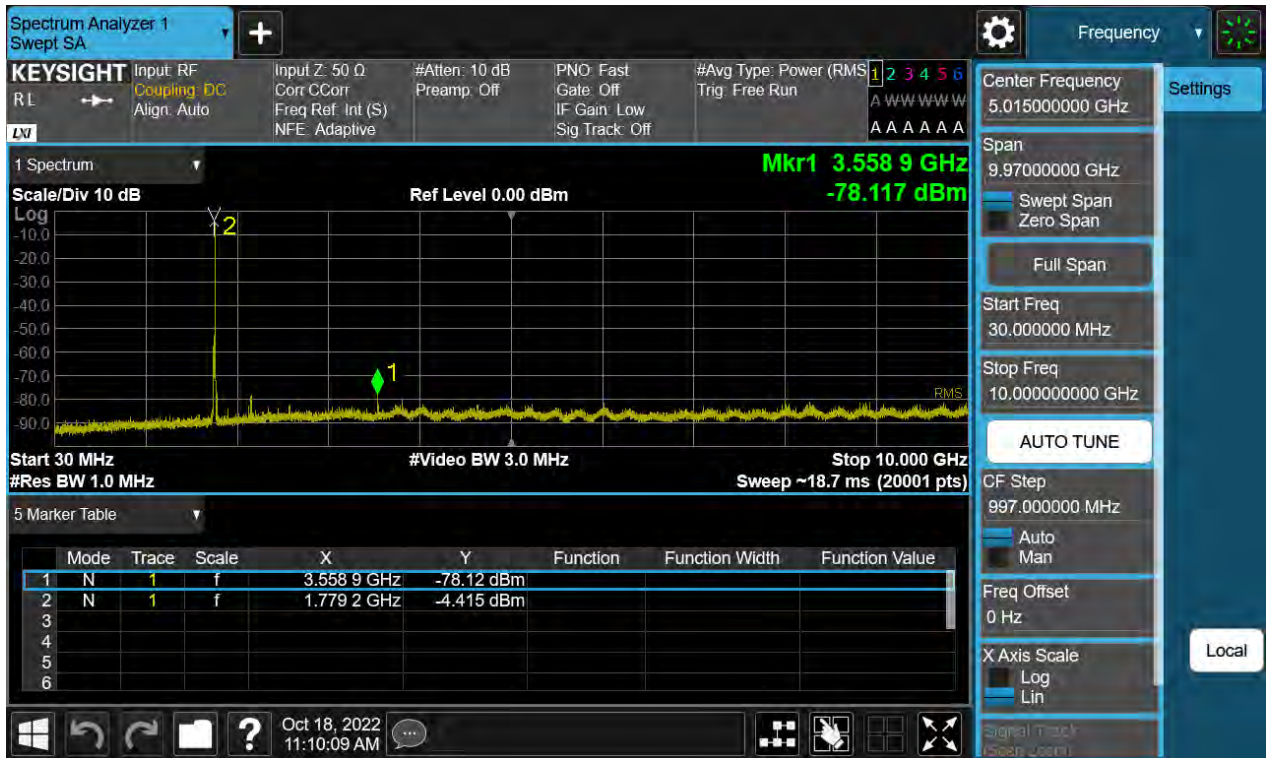 Spectrum Analyzer 1
Swept SA
+
Frequency
KEYSIGHT
RL
LXI
Input: RF
Coupling: DC
Align: Auto
Input Z: 50 Ω
Corr CCorr
Freq Ref: Int (S)
NFE: Adaptive
#Atten: 10 dB
Preamp: Off
PNO: Fast
Gate: Off
IF Gain: Low
Sig Track: Off
#Avg Type: Power (RMS
Trig: Free Run
1 2 3 4 5 6
A W W W W W
A A A A A A
1 Spectrum
Scale/Div 10 dB
Ref Level 0.00 dBm
Mkr1 3.558 9 GHz
-78.117 dBm
Log
-10.0
-20.0
-30.0
-40.0
-50.0
-60.0
-70.0
-80.0
-90.0
2
1
RMS
Start 30 MHz
#Video BW 3.0 MHz
Stop 10.000 GHz
#Res BW 1.0 MHz
Sweep ~18.7 ms (20001 pts)
5 Marker Table
Mode Trace Scale X Y Function Function Width Function Value
1 N 1 f 3.558 9 GHz -78.12 dBm
2 N 1 f 1.779 2 GHz -4.415 dBm
3
4
5
6
?
Oct 18, 2022
11:10:09 AM
Center Frequency
5.015000000 GHz
Span
9.97000000 GHz
Swept Span
Zero Span
Full Span
Start Freq
30.000000 MHz
Stop Freq
10.000000000 GHz
AUTO TUNE
CF Step
997.000000 MHz
Auto
Man
Freq Offset
0 Hz
X Axis Scale
Log
Lin
Signal Track
(Span Zoom)
Settings
Local